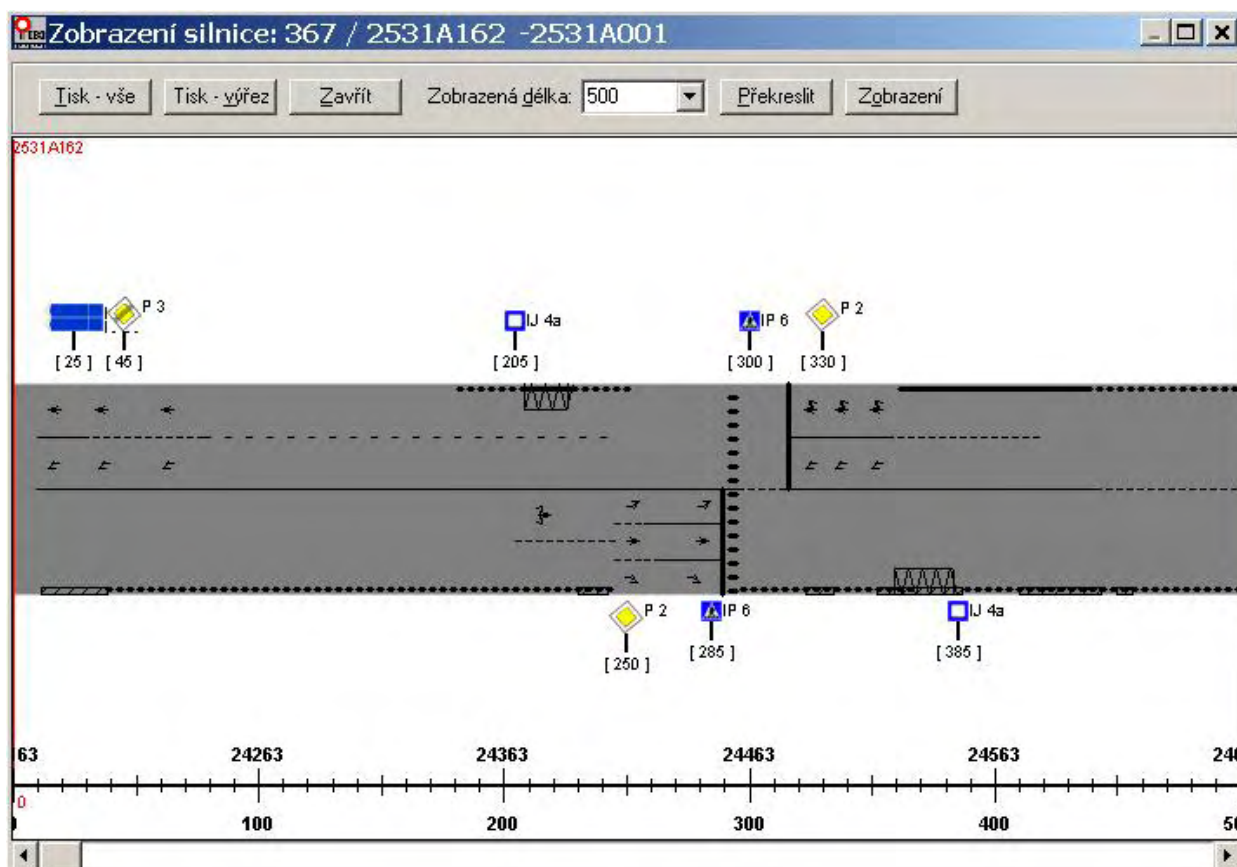 Zobrazení silnice: 367 / 2531A162 -2531A001
Tisk - vše Tisk - výřez Zavřít Zobrazená délka: 500 Překreslit Zobrazení
2531A162
P 3 IJ 4a IP 6 P 2
[ 25 ] [ 45 ] [ 205 ] [ 300 ] [ 330 ]
P 2 IP 6 IJ 4a
[ 250 ] [ 285 ] [ 385 ]
63 24263 24363 24463 24563
0
100 200 300 400